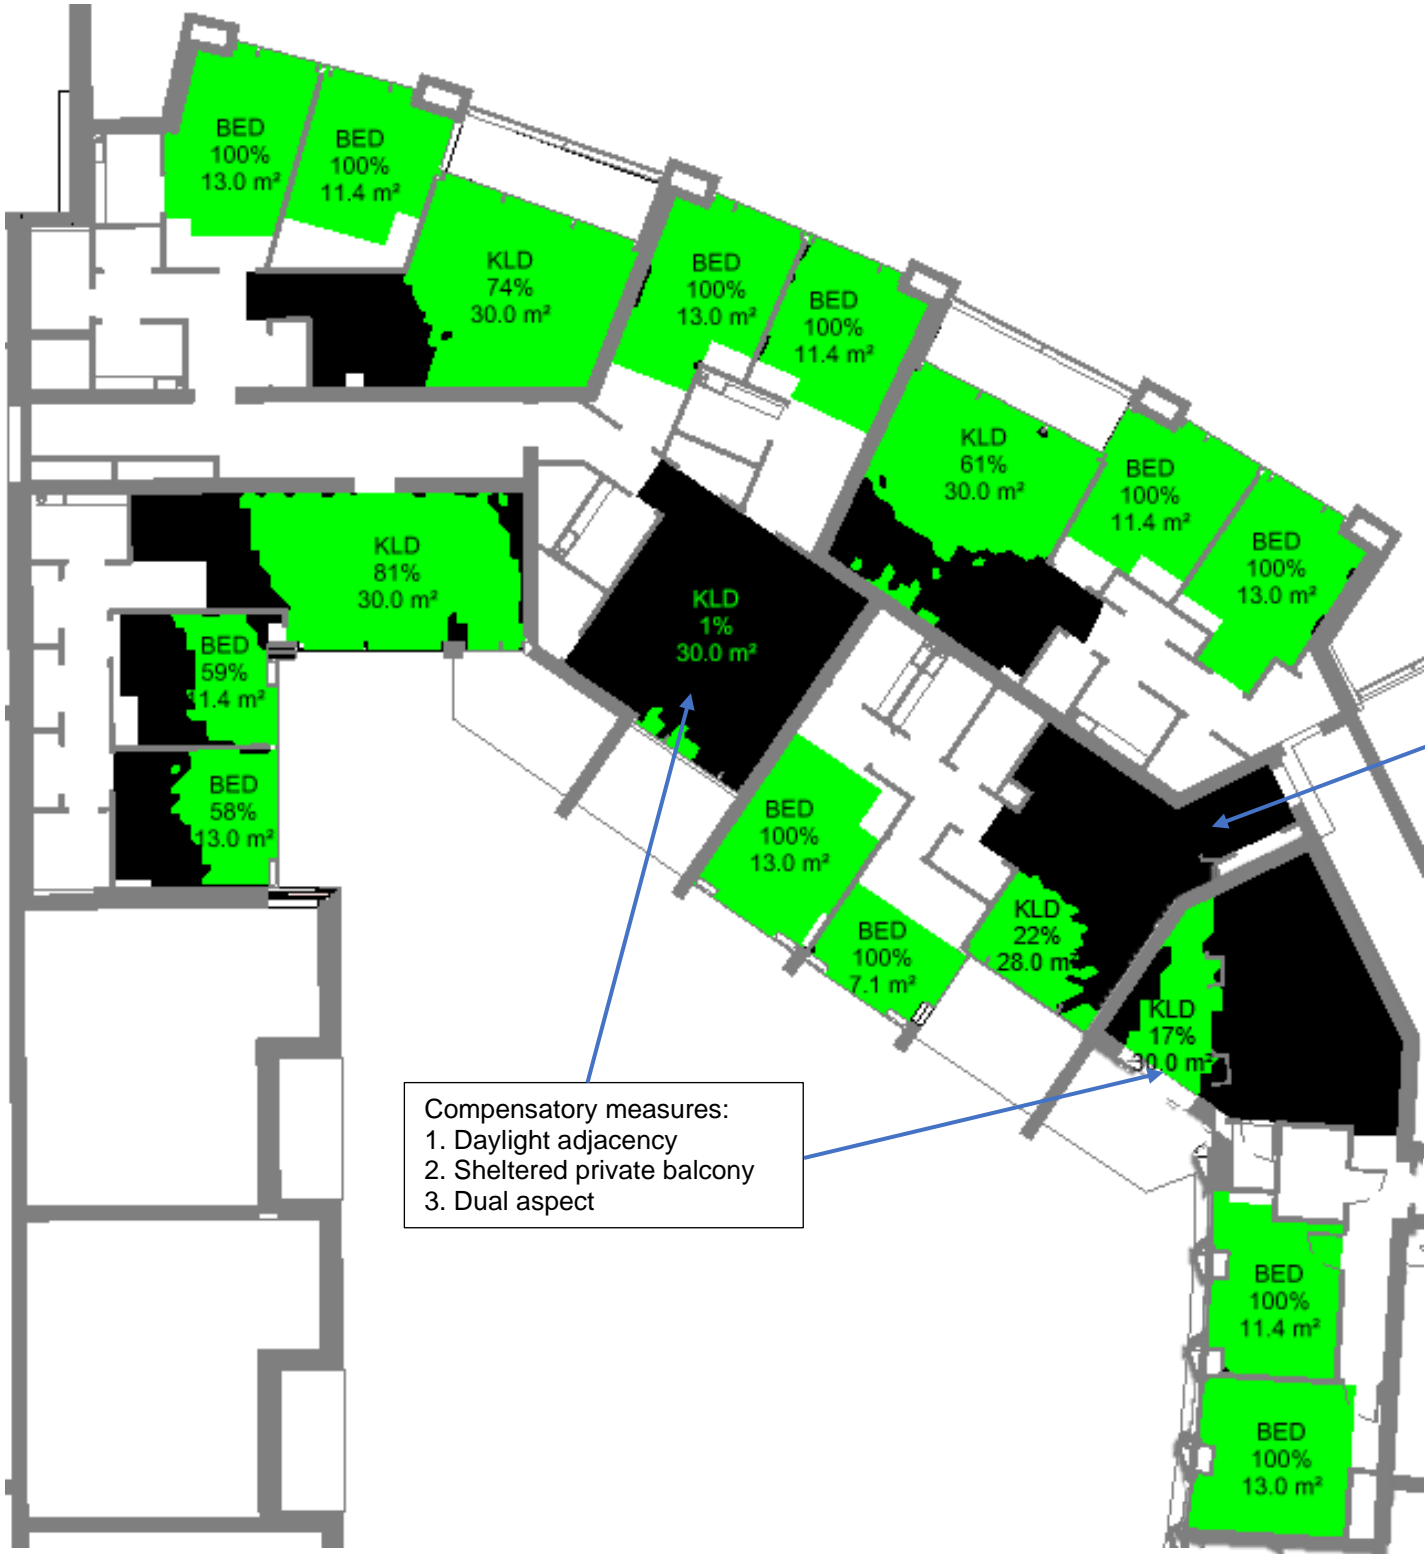 BED
100%
13.0 m²
BED
100%
11.4 m²
KLD
74%
30.0 m²
BED
100%
13.0 m²
BED
100%
11.4 m²
KLD
61%
30.0 m²
BED
100%
11.4 m²
BED
100%
13.0 m²
KLD
81%
30.0 m²
KLD
1%
30.0 m²
BED
59%
11.4 m²
BED
58%
13.0 m²
BED
100%
13.0 m²
BED
100%
7.1 m²
KLD
22%
28.0 m²
KLD
17%
30.0 m²
Compensatory measures:
1. Daylight adjacency
2. Sheltered private balcony
3. Dual aspect
BED
100%
11.4 m²
BED
100%
13.0 m²